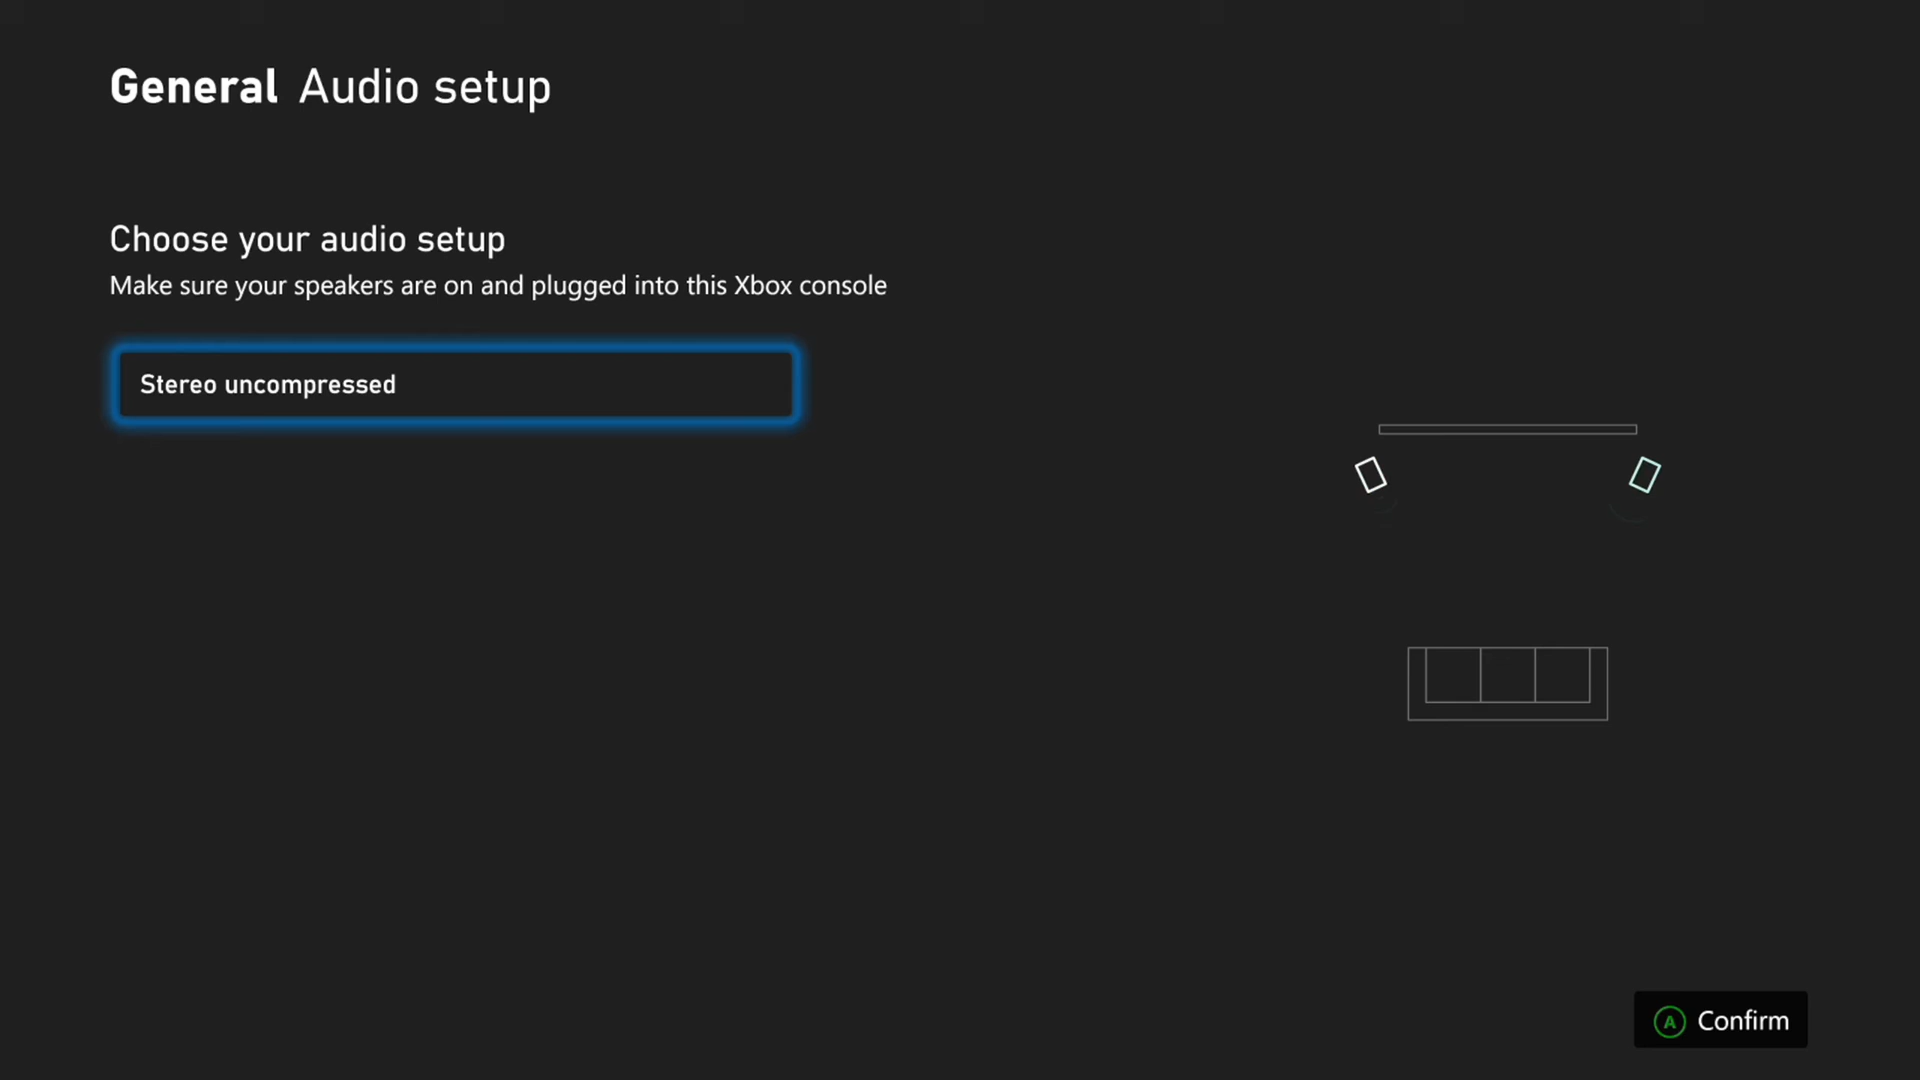 General Audio setup
Choose your audio setup
Make sure your speakers are on and plugged into this Xbox console
Stereo uncompressed
A Confirm